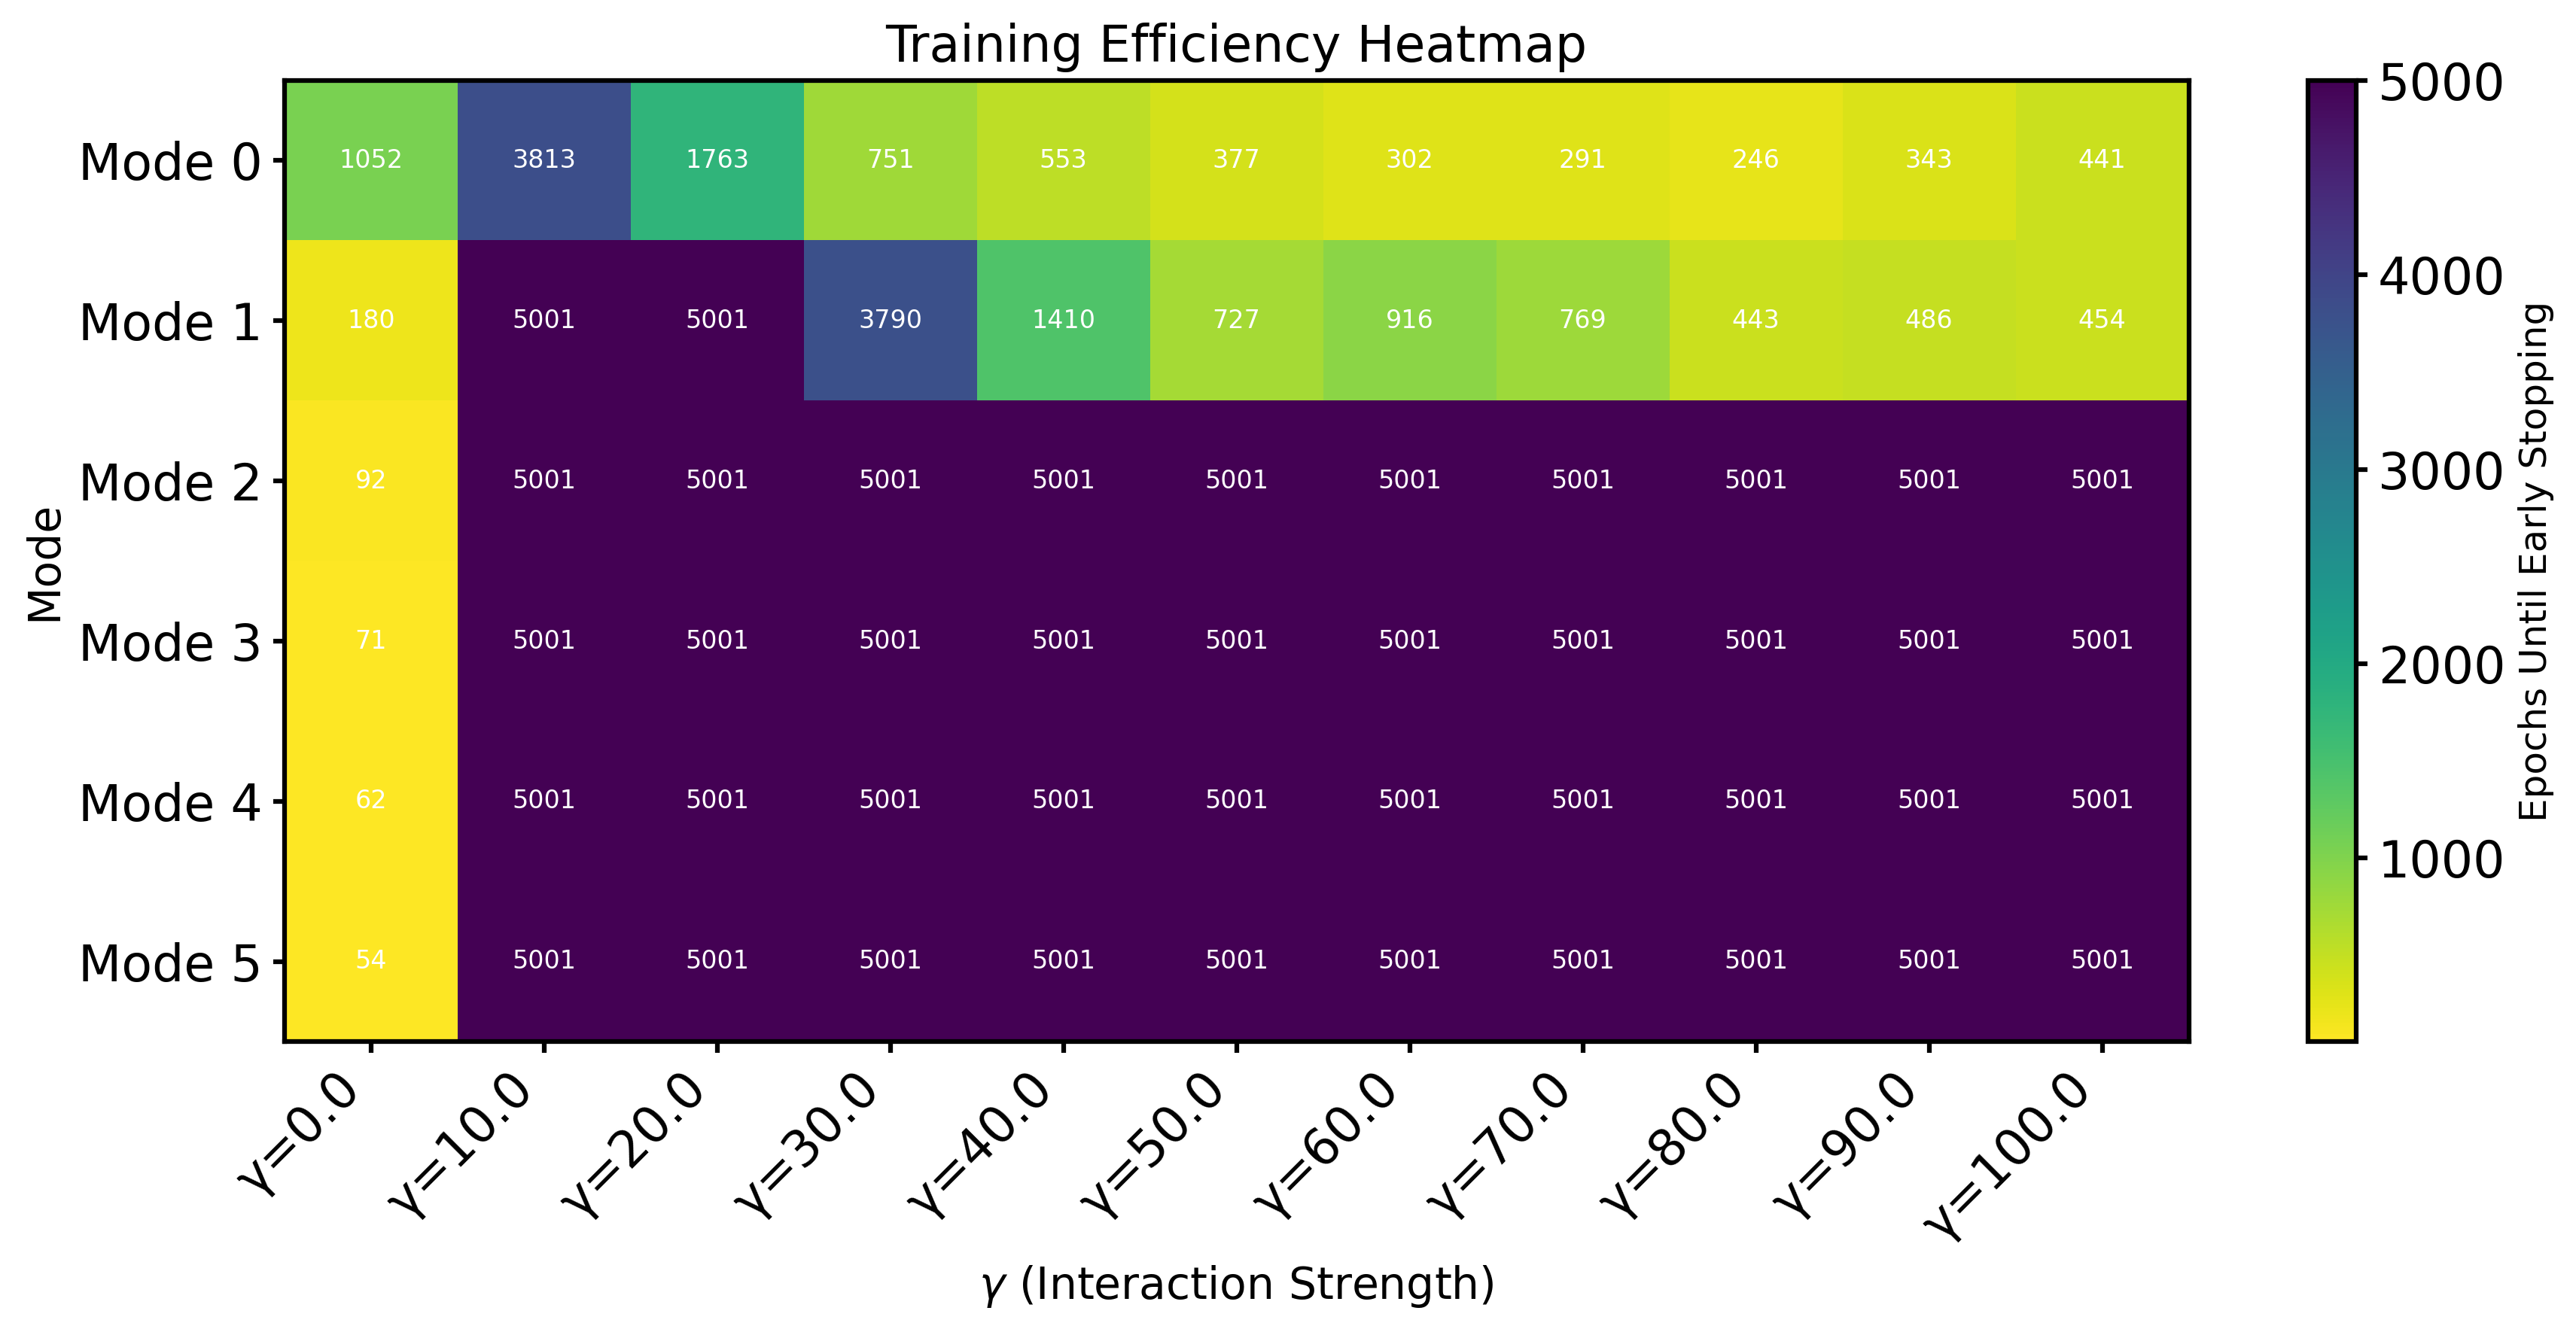 Training Efficiency Heatmap
Mode 0 1052 3813 1763 751 553 377 302 291 246 343 441
Mode 1 180 5001 5001 3790 1410 727 916 769 443 486 454
Mode 2 92 5001 5001 5001 5001 5001 5001 5001 5001 5001 5001
Mode 3 71 5001 5001 5001 5001 5001 5001 5001 5001 5001 5001
Mode 4 62 5001 5001 5001 5001 5001 5001 5001 5001 5001 5001
Mode 5 54 5001 5001 5001 5001 5001 5001 5001 5001 5001 5001
Mode
γ=0.0 γ=10.0 γ=20.0 γ=30.0 γ=40.0 γ=50.0 γ=60.0 γ=70.0 γ=80.0 γ=90.0 γ=100.0
γ (Interaction Strength)
5000
4000
3000
2000
1000
Epochs Until Early Stopping